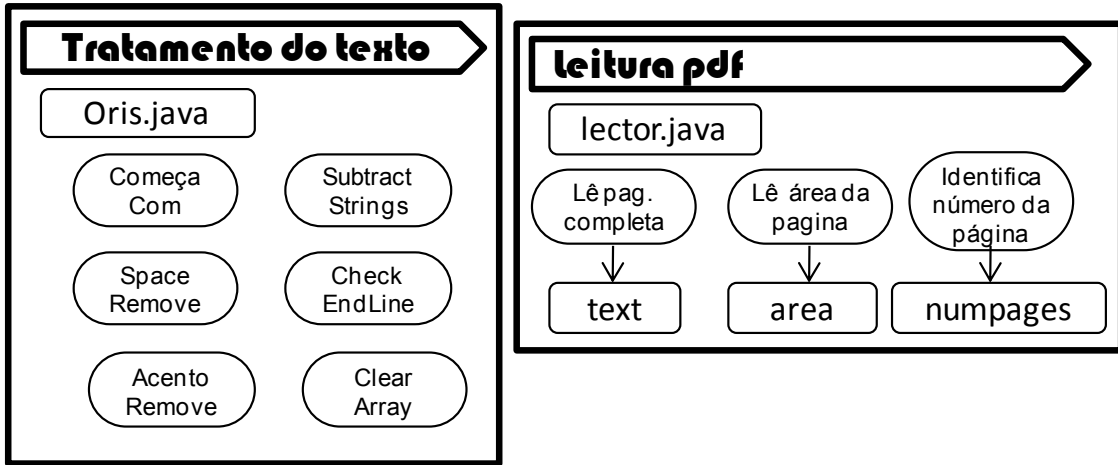 Tratamento do texto
Oris.java
Começa
Com
Subtract
Strings
Space
Remove
Check
EndLine
Acento
Remove
Clear
Array
Leitura pdf
lector.java
Lê pag.
completa
Lê área da
pagina
Identifica
número da
página
text
area
numpages